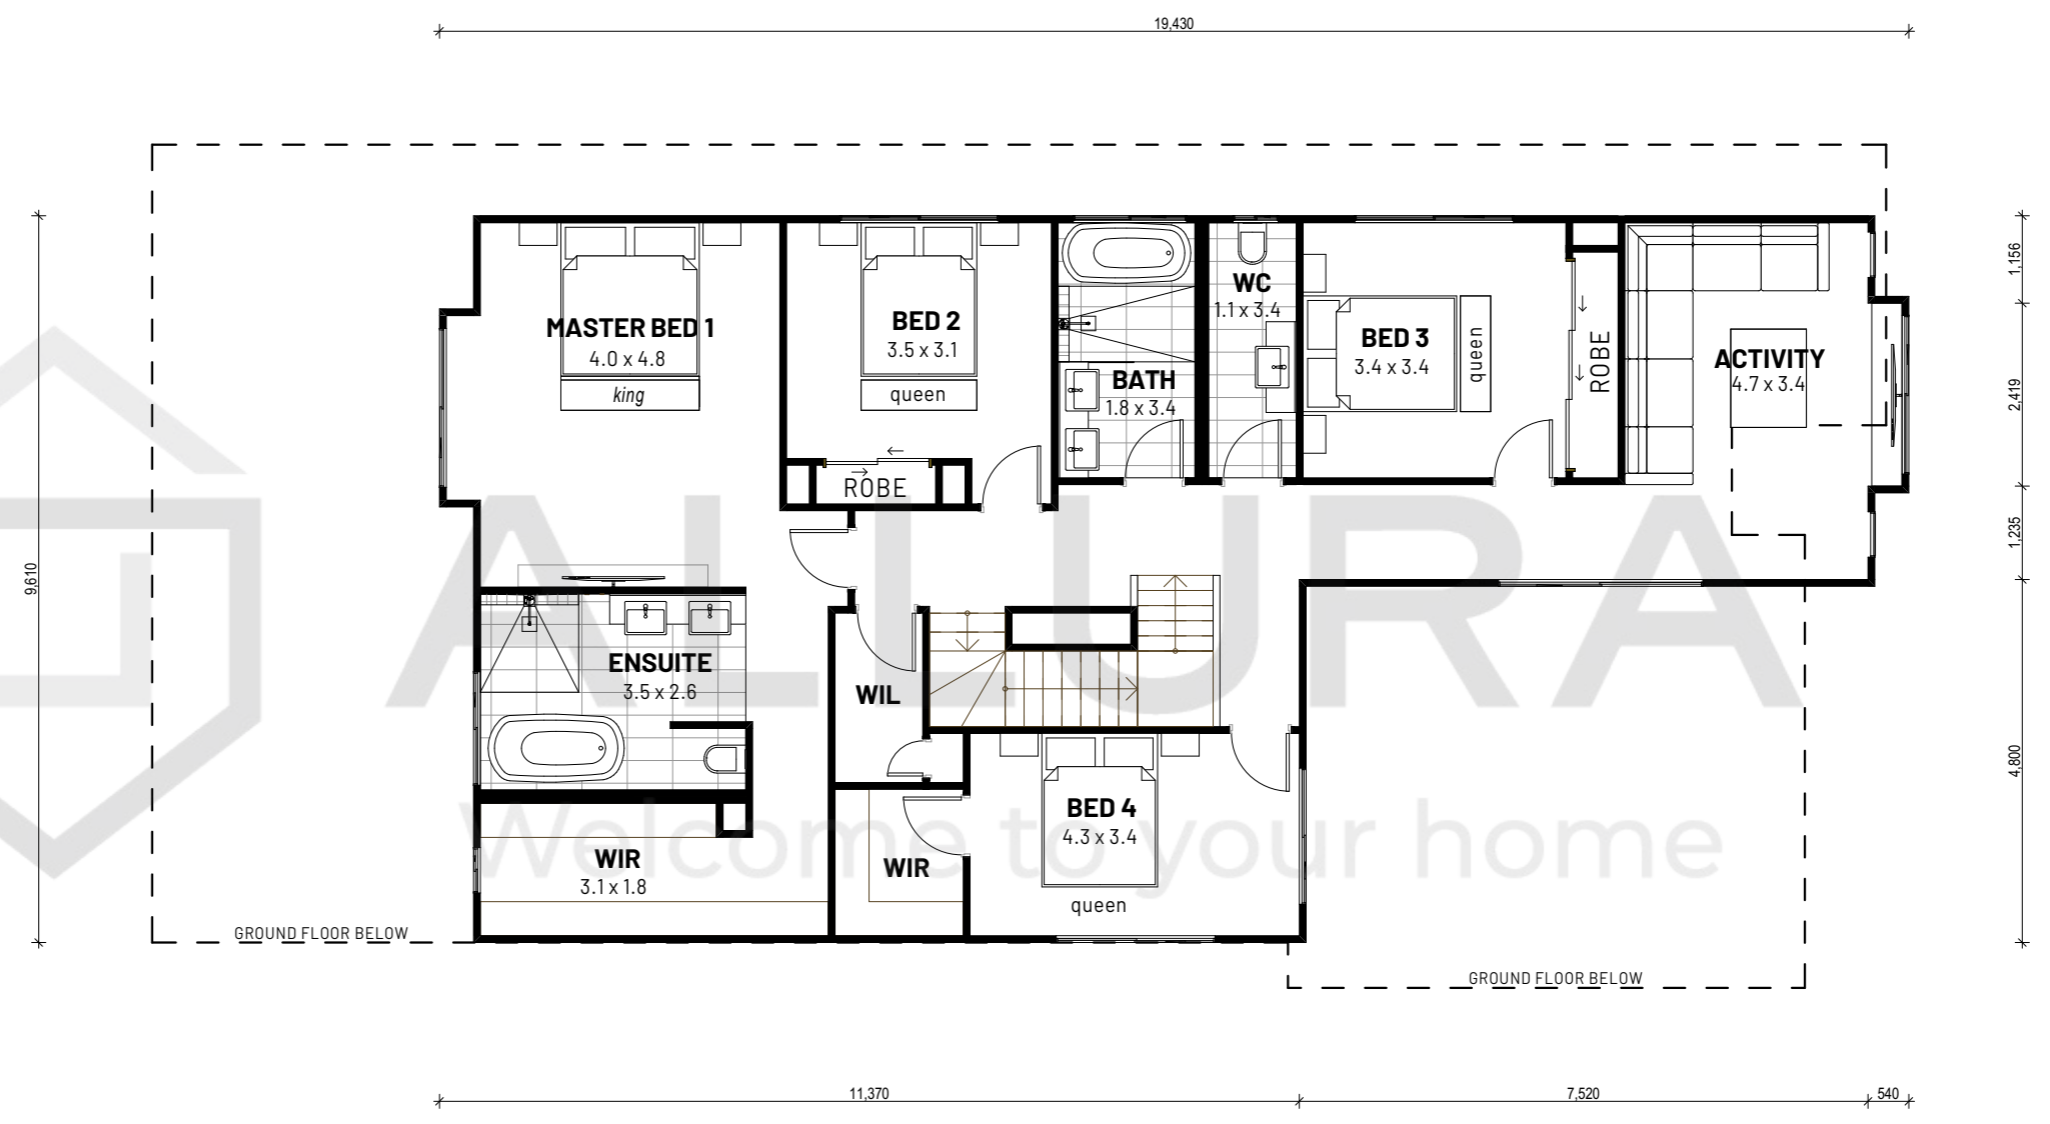 19,430
MASTER BED 1
4.0 x 4.8
king
BED 2
3.5 x 3.1
queen
ROBE
BATH
1.8 x 3.4
WC
1.1 x 3.4
BED 3
3.4 x 3.4
queen
ROBE
ACTIVITY
4.7 x 3.4
1,156
2,419
1,235
4,800
9,610
ALLURA
Welcome to your home
ENSUITE
3.5 x 2.6
WIL
WIR
3.1 x 1.8
WIR
BED 4
4.3 x 3.4
queen
GROUND FLOOR BELOW
GROUND FLOOR BELOW
11,370
7,520
540